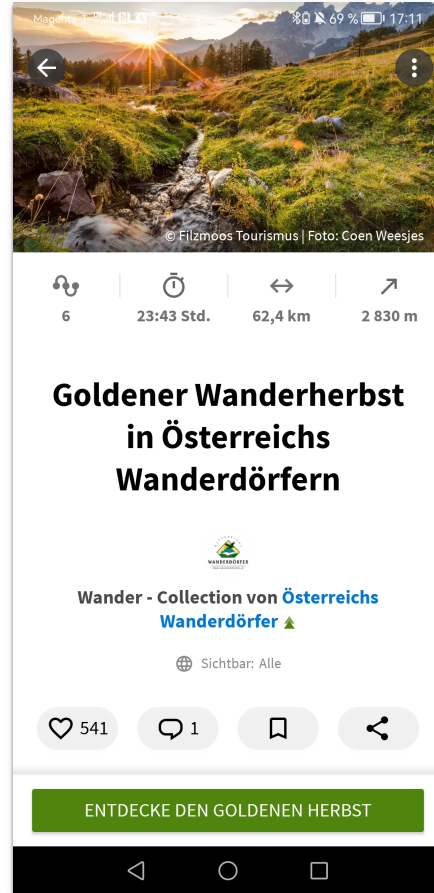 69 % 17:11
© Filzmoos Tourismus | Foto: Coen Weesjes
6
23:43 Std.
62,4 km
2 830 m
Goldener Wanderherbst
in Österreichs
Wanderdörfern
WANDERDÖRFER
Wander - Collection von Österreichs
Wanderdörfer
Sichtbar: Alle
541
1
ENTDECKE DEN GOLDENEN HERBST